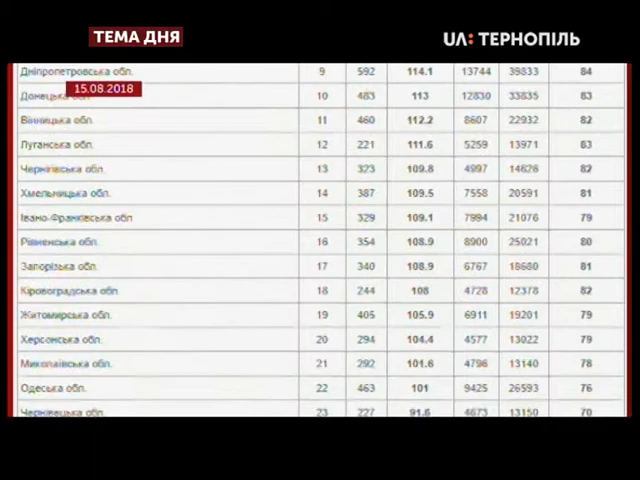 ТЕМА ДНЯ
UA: ТЕРНОПІЛЬ
Дніпропетровська обл. 9 592 114.1 13744 39833 84
15.08.2018
Донецька обл. 10 483 113 12830 33835 83
Вінницька обл. 11 460 112.2 8607 22932 82
Луганська обл. 12 221 111.6 5259 13971 83
Чернігівська обл. 13 323 109.8 4997 14626 82
Хмельницька обл. 14 387 109.5 7558 20591 81
Івано-Франківська обл 15 329 109.1 7994 21076 79
Рівненська обл. 16 354 108.9 8900 25021 80
Запорізька обл. 17 340 108.9 6767 18680 81
Кіровоградська обл. 18 244 108 4728 12378 82
Житомирська обл. 19 405 105.9 6911 19201 79
Херсонська обл. 20 294 104.4 4577 13022 79
Миколаївська обл. 21 292 101.6 4796 13140 78
Одеська обл. 22 463 101 9425 26593 76
Чернівецька обл. 23 227 91.6 4673 13150 70